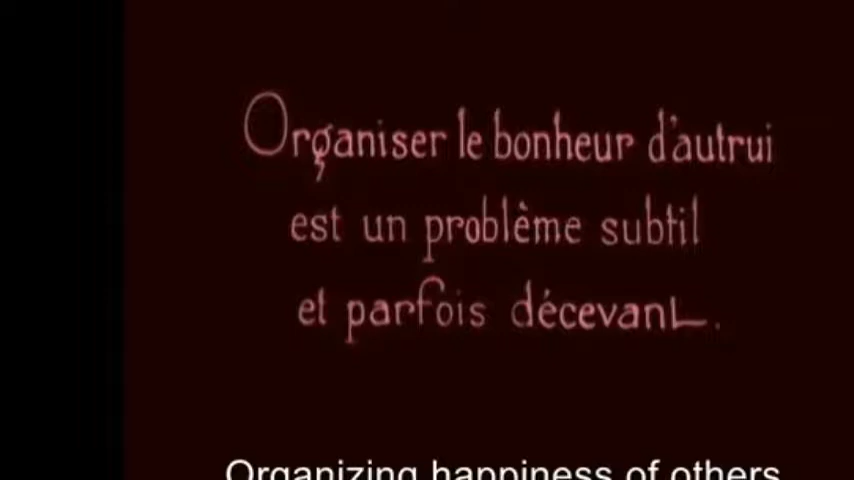 Organiser le bonheur d'autrui
est un problème subtil
et parfois décevant.
Organizing happiness of others